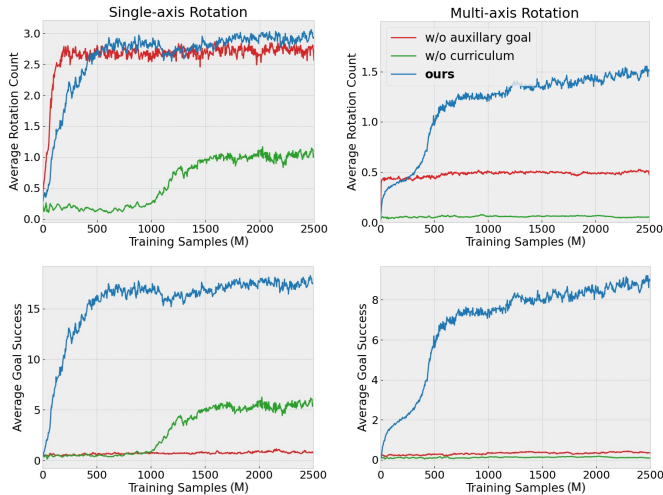 Single-axis Rotation
Average Rotation Count
3.0
2.5
2.0
1.5
1.0
0.5
0.0
0 500 1000 1500 2000 2500
Training Samples (M)
Multi-axis Rotation
w/o auxillary goal
w/o curriculum
ours
Average Rotation Count
1.5
1.0
0.5
0.0
0 500 1000 1500 2000 2500
Training Samples (M)
Average Goal Success
15
10
5
0
0 500 1000 1500 2000 2500
Training Samples (M)
Average Goal Success
8
6
4
2
0
0 500 1000 1500 2000 2500
Training Samples (M)